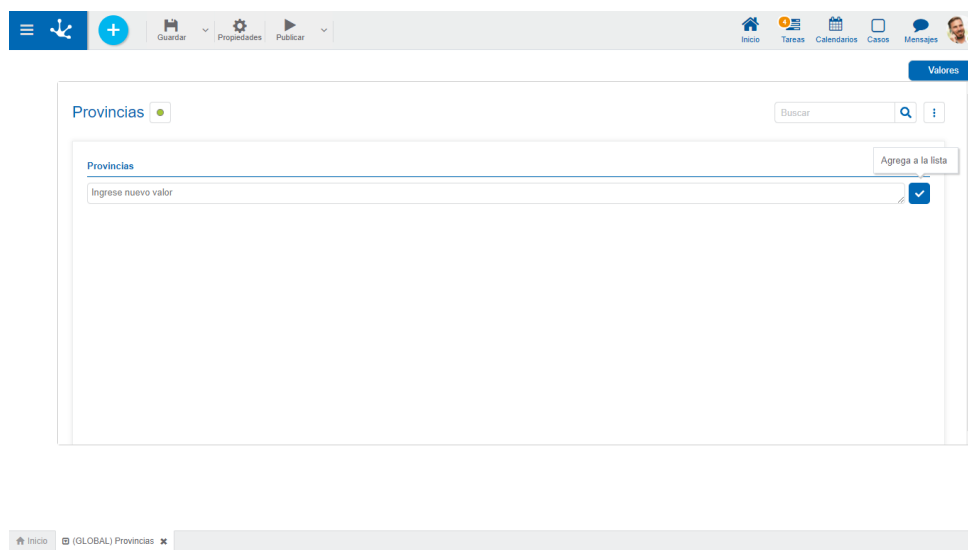 Guardar
Propiedades
Publicar
Inicio
4
Tareas
Calendarios
Casos
Mensajes
Valores
Provincias
Buscar
Agrega a la lista
Provincias
Ingrese nuevo valor
Inicio
(GLOBAL) Provincias